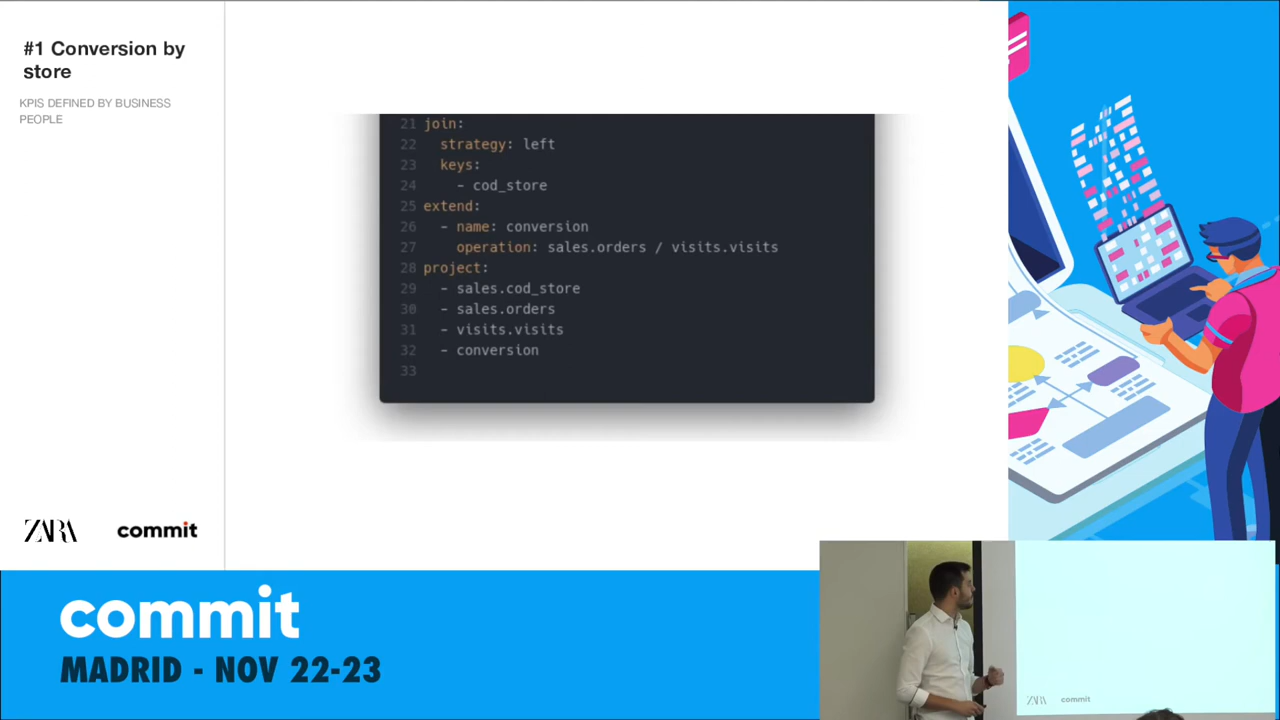 #1 Conversion by
store
KPIS DEFINED BY BUSINESS
PEOPLE
21 join:
22   strategy: left
23   keys:
24     - cod_store
25 extend:
26   - name: conversion
27     operation: sales.orders / visits.visits
28 project:
29   - sales.cod_store
30   - sales.orders
31   - visits.visits
32   - conversion
33
ZARA commit
commit
MADRID - NOV 22-23
ZARA commit